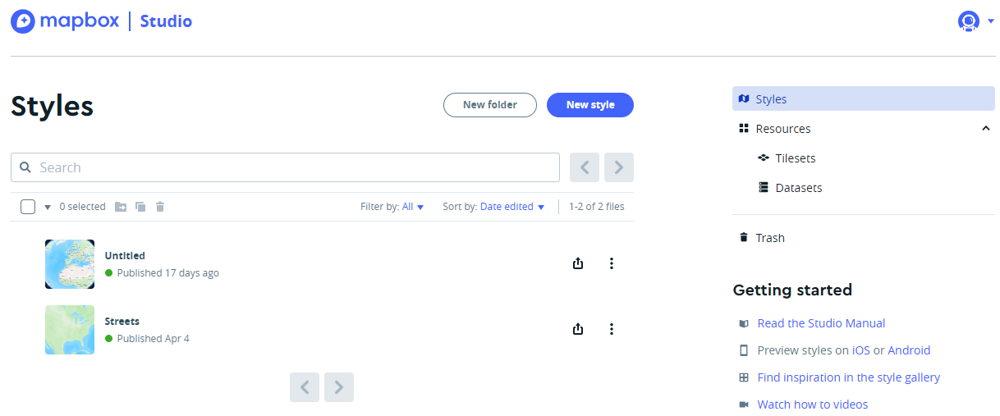 mapbox | Studio
Styles
New folder
New style
Search
0 selected
Filter by: All
Sort by: Date edited
1-2 of 2 files
Untitled
Published 17 days ago
Streets
Published Apr 4
Styles
Resources
Tilesets
Datasets
Trash
Getting started
Read the Studio Manual
Preview styles on iOS or Android
Find inspiration in the style gallery
Watch how to videos